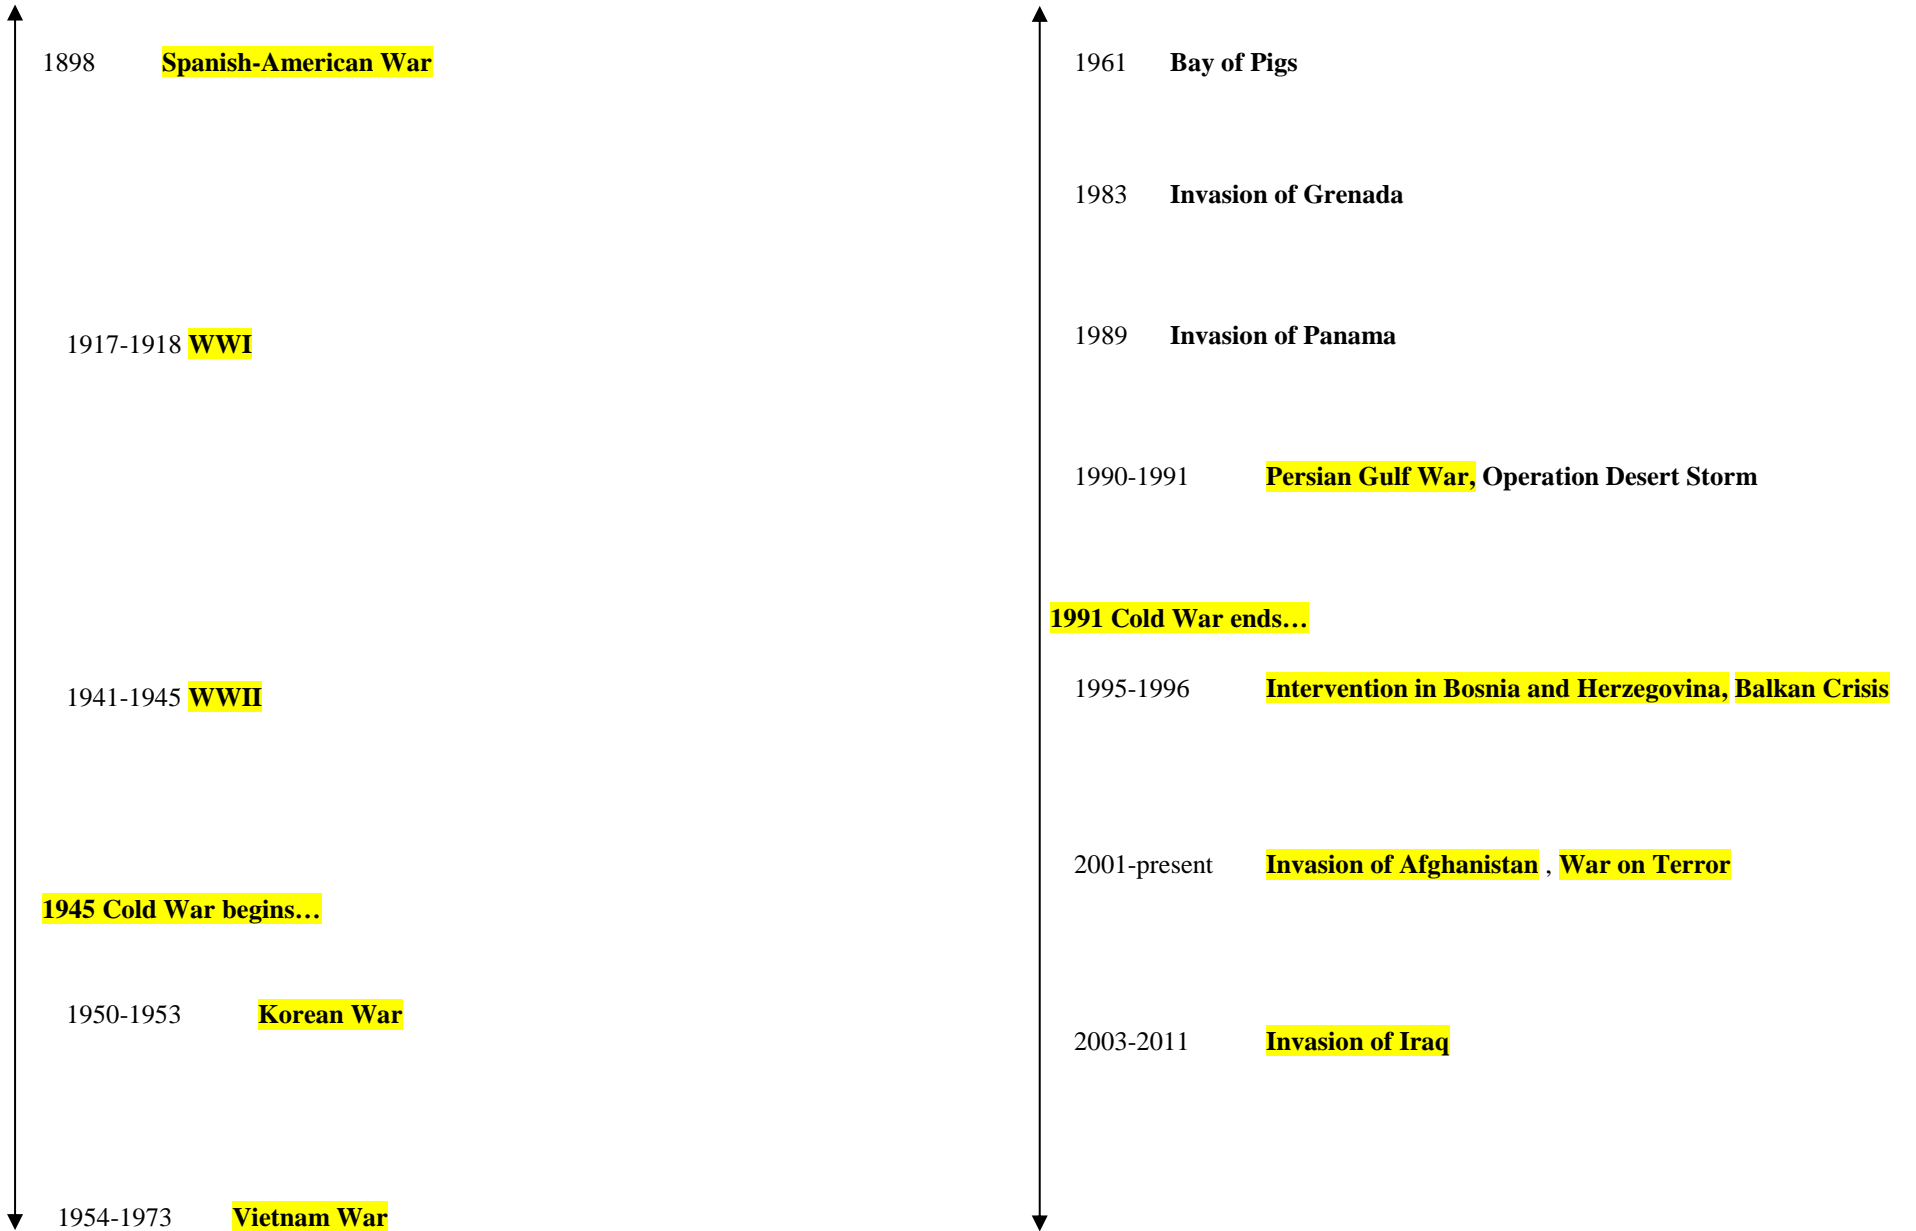 1898 Spanish-American War
1917-1918 WWI
1941-1945 WWII
1945 Cold War begins…
1950-1953 Korean War
1954-1973 Vietnam War
1961 Bay of Pigs
1983 Invasion of Grenada
1989 Invasion of Panama
1990-1991 Persian Gulf War, Operation Desert Storm
1991 Cold War ends…
1995-1996 Intervention in Bosnia and Herzegovina, Balkan Crisis
2001-present Invasion of Afghanistan , War on Terror
2003-2011 Invasion of Iraq